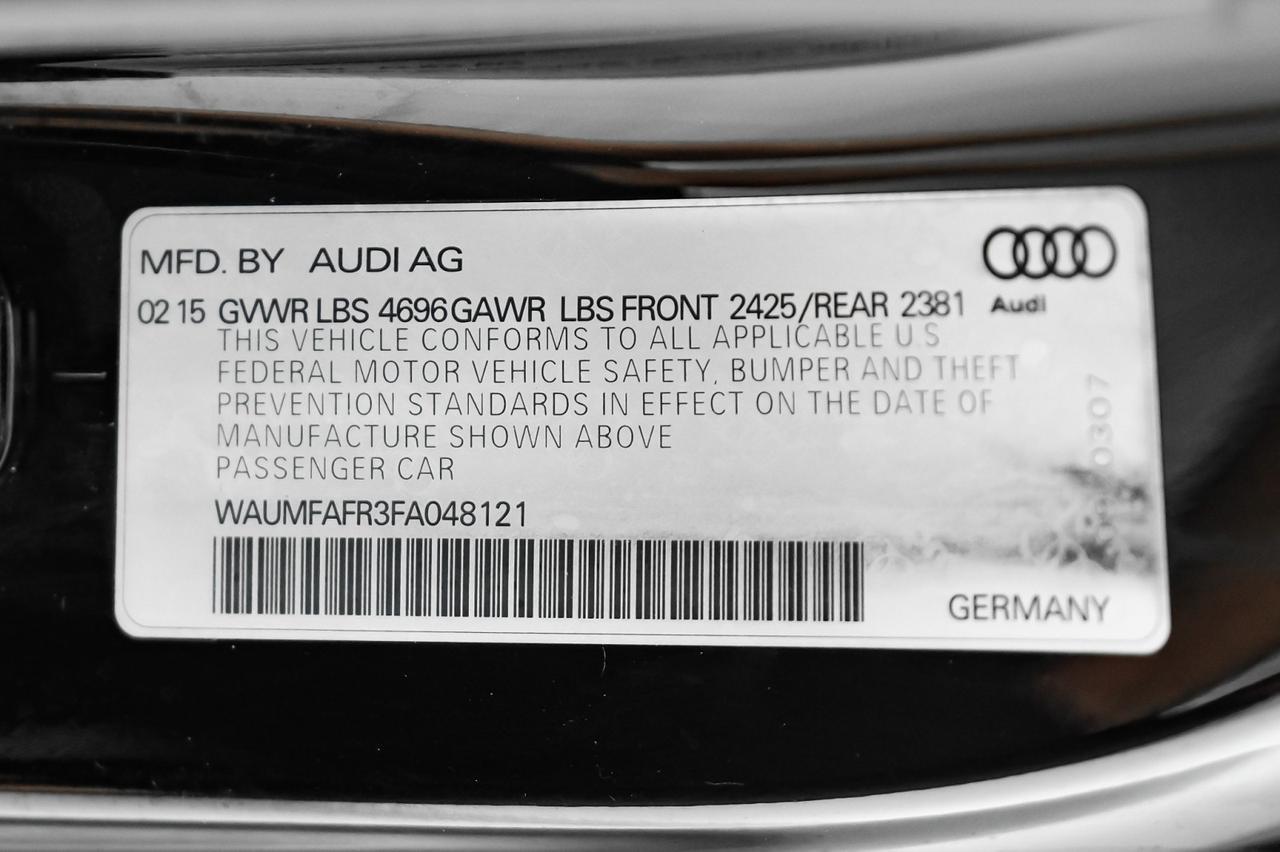 MFD. BY AUDI AG
Audi
02 15 GVWR LBS 4696 GAWR LBS FRONT 2425/REAR 2381
THIS VEHICLE CONFORMS TO ALL APPLICABLE U.S
FEDERAL MOTOR VEHICLE SAFETY, BUMPER AND THEFT
PREVENTION STANDARDS IN EFFECT ON THE DATE OF
MANUFACTURE SHOWN ABOVE
PASSENGER CAR
WAUMFAFR3FA048121
GERMANY